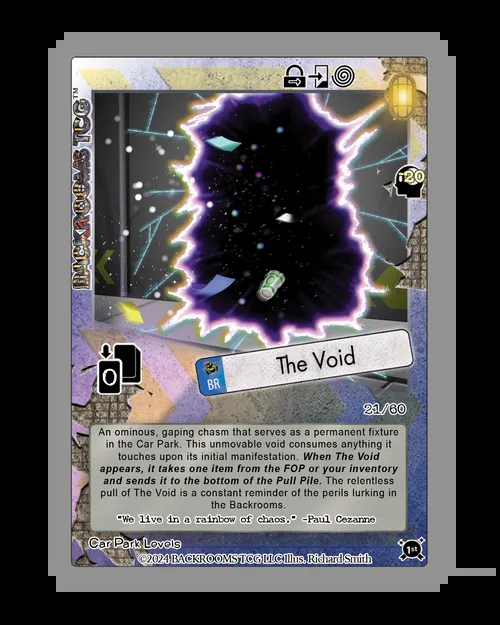 BACKROOMS TCG™
120
0
The Void
BR
21/60
An ominous, gaping chasm that serves as a permanent fixture
in the Car Park. This unmovable void consumes anything it
touches upon its initial manifestation. When The Void
appears, it takes one item from the FOP or your inventory
and sends it to the bottom of the Pull Pile. The relentless
pull of The Void is a constant reminder of the perils lurking in
the Backrooms.
"We live in a rainbow of chaos." -Paul Cezanne
Car Park Levels
1st
©2024 BACKROOMS TCG LLC Illus. Richard Smith